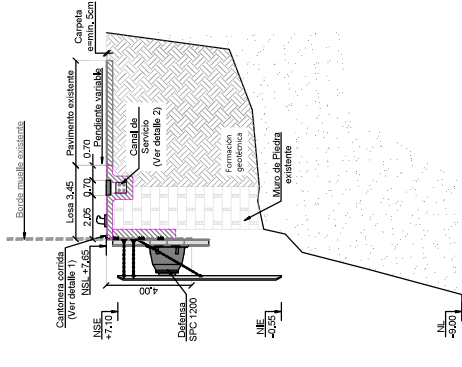 Borde muelle existente
Cantonera corrida
(Ver detalle 1)
NSL +7.65
Losa 3.45
Pavimento existente
2.05
0.70
0.70
Pendiente variable
Carpeta
e=min. 5cm
NSE
+7.10
4,00
Canal de
Servicio
(Ver detalle 2)
Formación
geotécnica
Defensa
SPC 1200
Muro de Piedra
existente
NIE
-0,55
NL
-9.00